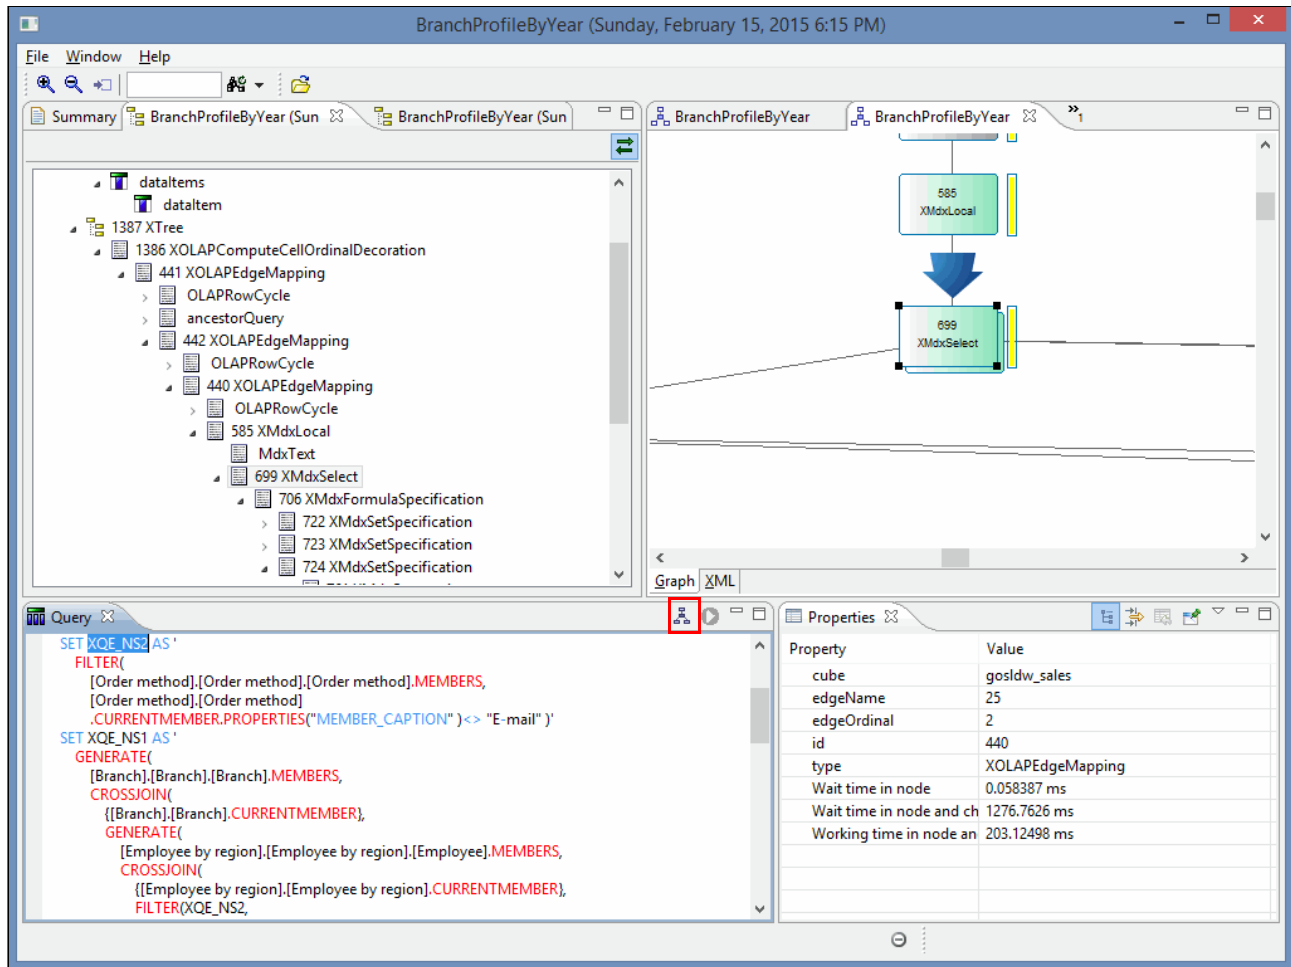 BranchProfileByYear (Sunday, February 15, 2015 6:15 PM)
File Window Help
Summary BranchProfileByYear (Sun BranchProfileByYear (Sun
dataItems
dataItem
1387 XTree
1386 XOLAPComputeCellOrdinalDecoration
441 XOLAPEdgeMapping
OLAPRowCycle
ancestorQuery
442 XOLAPEdgeMapping
OLAPRowCycle
440 XOLAPEdgeMapping
OLAPRowCycle
585 XMdxLocal
MdxText
699 XMdxSelect
706 XMdxFormulaSpecification
722 XMdxSetSpecification
723 XMdxSetSpecification
724 XMdxSetSpecification
BranchProfileByYear BranchProfileByYear »1
585
XMdxLocal
699
XMdxSelect
Graph XML
Query
SET XQE_NS2 AS '
FILTER(
[Order method].[Order method].[Order method].MEMBERS,
[Order method].[Order method]
.CURRENTMEMBER.PROPERTIES("MEMBER_CAPTION" )<> "E-mail" )'
SET XQE_NS1 AS '
GENERATE(
[Branch].[Branch].[Branch].MEMBERS,
CROSSJOIN(
{[Branch].[Branch].CURRENTMEMBER},
GENERATE(
[Employee by region].[Employee by region].[Employee].MEMBERS,
CROSSJOIN(
{[Employee by region].[Employee by region].CURRENTMEMBER},
FILTER(XQE_NS2,
Properties
Property Value
cube gosldw_sales
edgeName 25
edgeOrdinal 2
id 440
type XOLAPEdgeMapping
Wait time in node 0.058387 ms
Wait time in node and ch 1276.7626 ms
Working time in node an 203.12498 ms